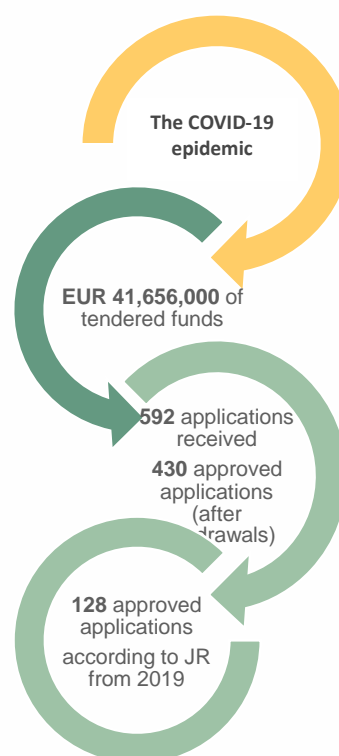 The COVID-19
epidemic
EUR 41,656,000 of
tendered funds
592 applications
received
430 approved
applications
(after
drawals)
128 approved
applications
according to JR
from 2019